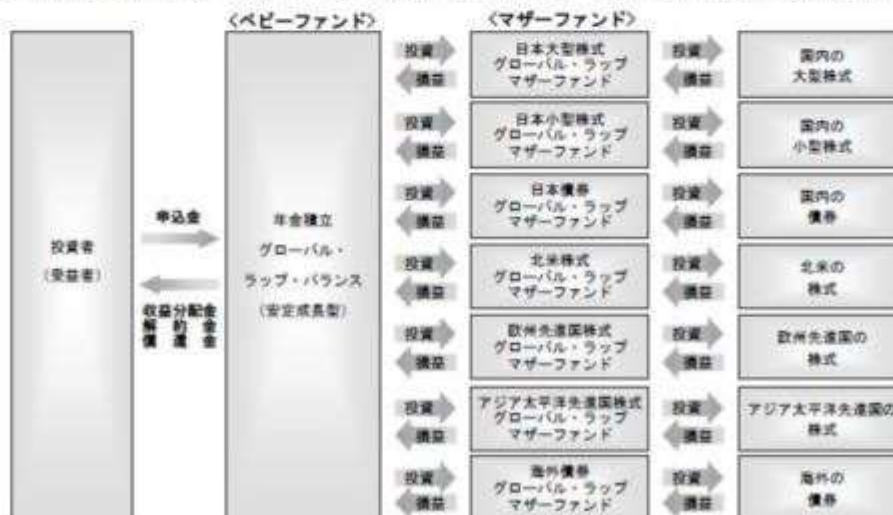 〈ベビーファンド〉
〈マザーファンド〉
投資者
(受益者)
申込金
収益分配金
解約金
償還金
年金積立
グローバル・
ラップ・バランス
(安定成長型)
投資
損益
日本大型株式
グローバル・ラップ
マザーファンド
投資
損益
国内の
大型株式
投資
損益
日本小型株式
グローバル・ラップ
マザーファンド
投資
損益
国内の
小型株式
投資
損益
日本債券
グローバル・ラップ
マザーファンド
投資
損益
国内の
債券
投資
損益
北米株式
グローバル・ラップ
マザーファンド
投資
損益
北米の
株式
投資
損益
欧州先進国株式
グローバル・ラップ
マザーファンド
投資
損益
欧州先進国の
株式
投資
損益
アジア太平洋先進国株式
グローバル・ラップ
マザーファンド
投資
損益
アジア太平洋先進国の
株式
投資
損益
海外債券
グローバル・ラップ
マザーファンド
投資
損益
海外の
債券